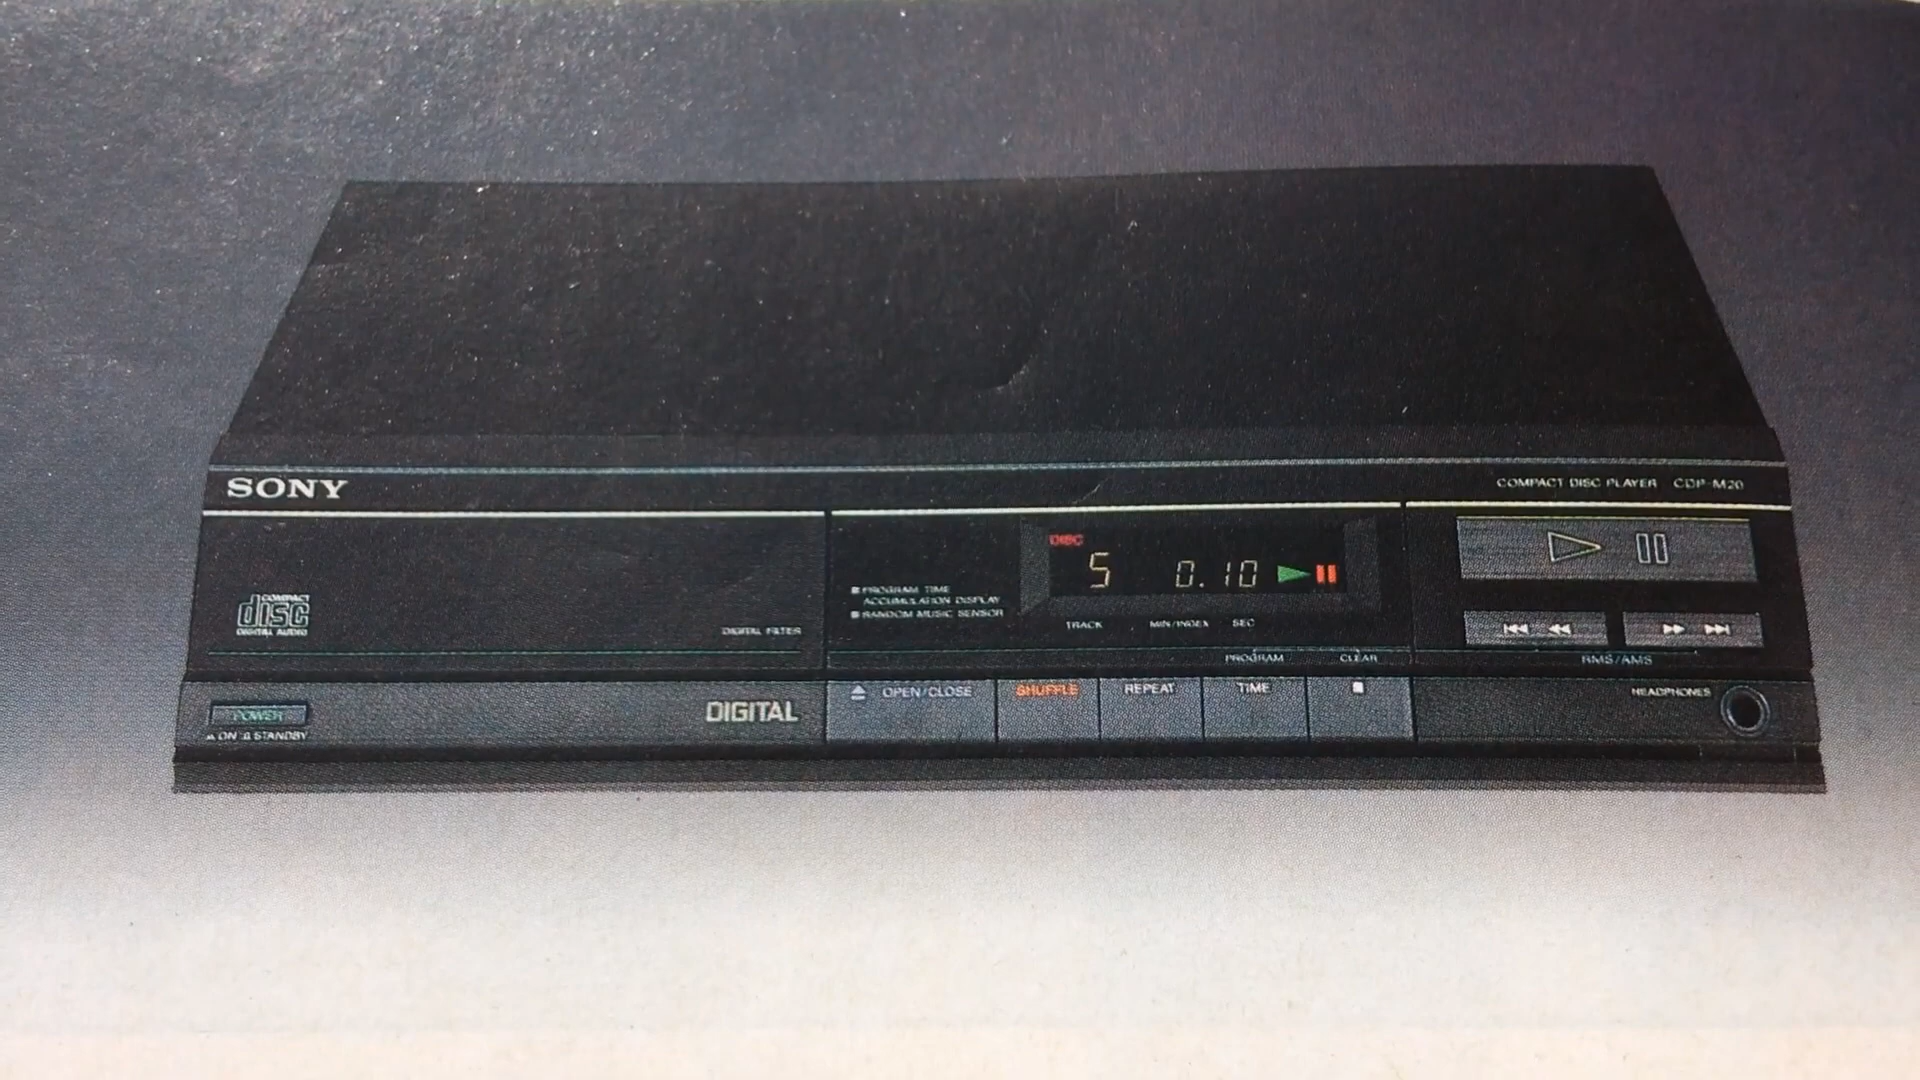 SONY
COMPACT DISC PLAYER CDP-M20
DISC
5 0.10
PROGRAM TIME
ACCUMULATION DISPLAY
RANDOM MUSIC SENSOR
COMPACT
disc
DIGITAL AUDIO
DIGITAL FILTER
TRACK MIN/INDEX SEC
PROGRAM CLEAR
RMS/AMS
OPEN/CLOSE SHUFFLE REPEAT TIME
HEADPHONES
POWER
DIGITAL
ON STANDBY